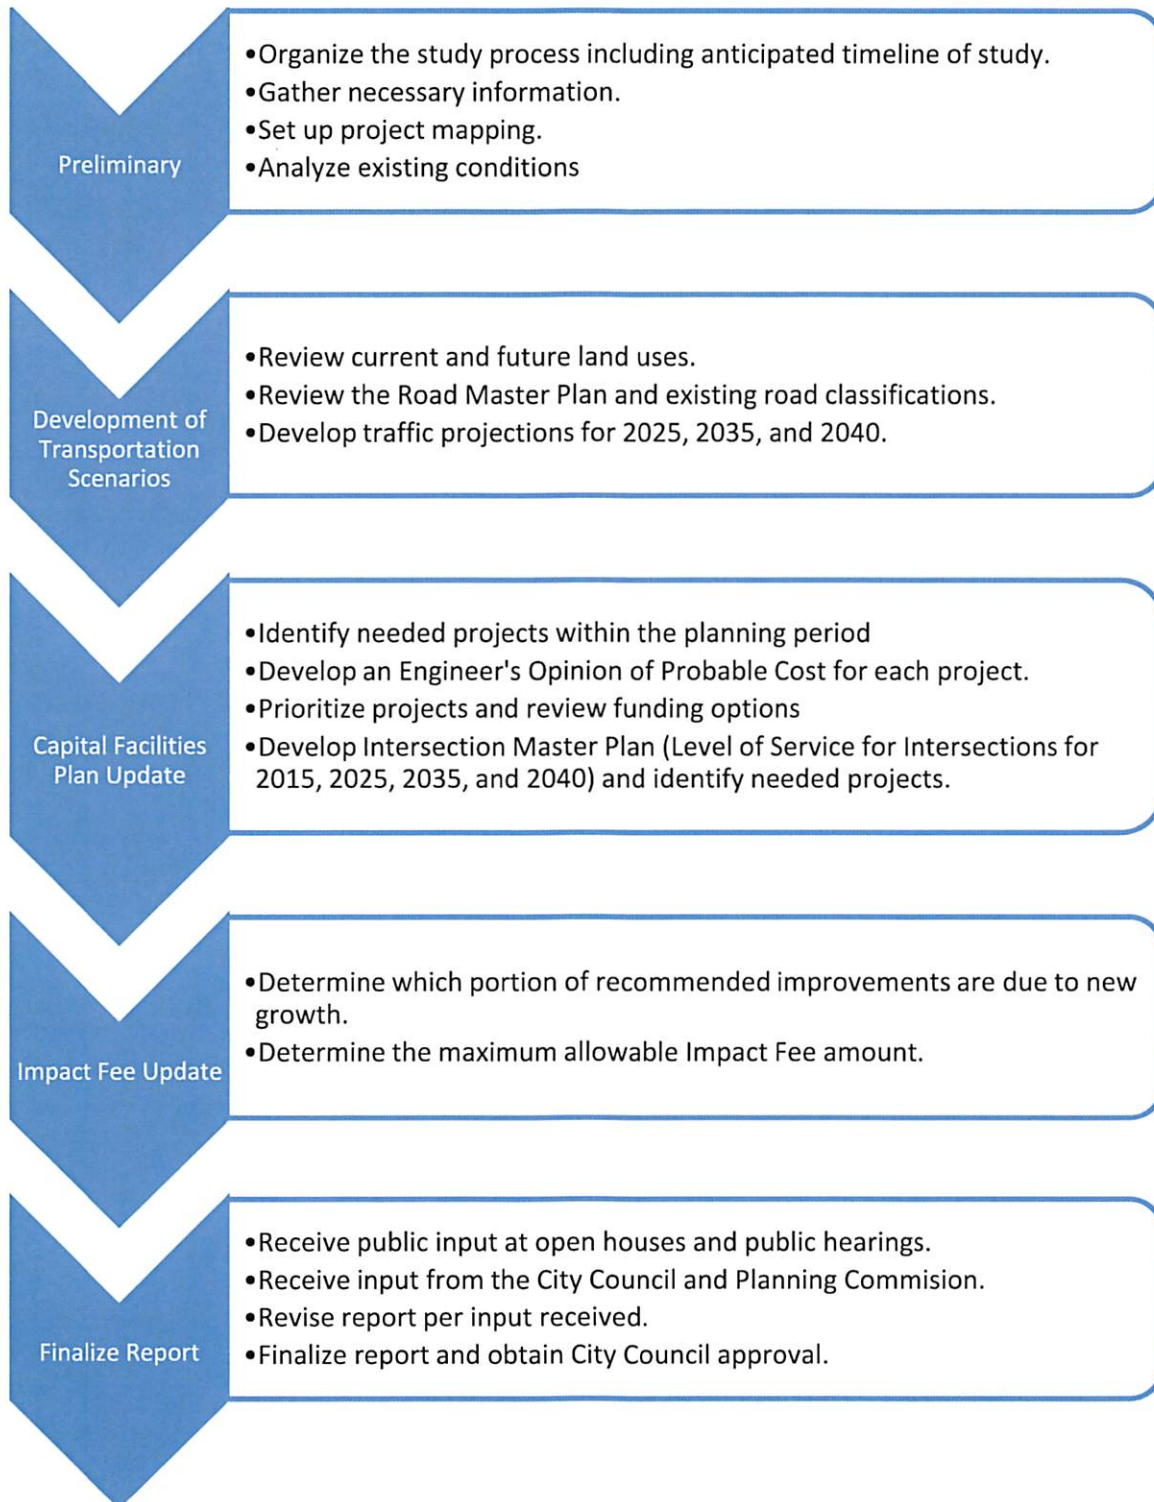 Preliminary
•Organize the study process including anticipated timeline of study.
•Gather necessary information.
•Set up project mapping.
•Analyze existing conditions
Development of
Transportation
Scenarios
•Review current and future land uses.
•Review the Road Master Plan and existing road classifications.
•Develop traffic projections for 2025, 2035, and 2040.
Capital Facilities
Plan Update
•Identify needed projects within the planning period
•Develop an Engineer's Opinion of Probable Cost for each project.
•Prioritize projects and review funding options
•Develop Intersection Master Plan (Level of Service for Intersections for
2015, 2025, 2035, and 2040) and identify needed projects.
Impact Fee Update
•Determine which portion of recommended improvements are due to new
growth.
•Determine the maximum allowable Impact Fee amount.
Finalize Report
•Receive public input at open houses and public hearings.
•Receive input from the City Council and Planning Commision.
•Revise report per input received.
•Finalize report and obtain City Council approval.